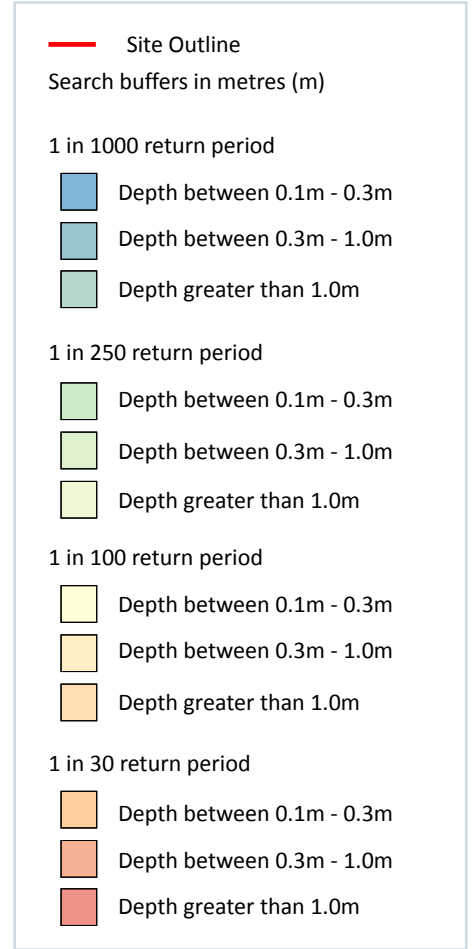 Site Outline
Search buffers in metres (m)
1 in 1000 return period
Depth between 0.1m - 0.3m
Depth between 0.3m - 1.0m
Depth greater than 1.0m
1 in 250 return period
Depth between 0.1m - 0.3m
Depth between 0.3m - 1.0m
Depth greater than 1.0m
1 in 100 return period
Depth between 0.1m - 0.3m
Depth between 0.3m - 1.0m
Depth greater than 1.0m
1 in 30 return period
Depth between 0.1m - 0.3m
Depth between 0.3m - 1.0m
Depth greater than 1.0m